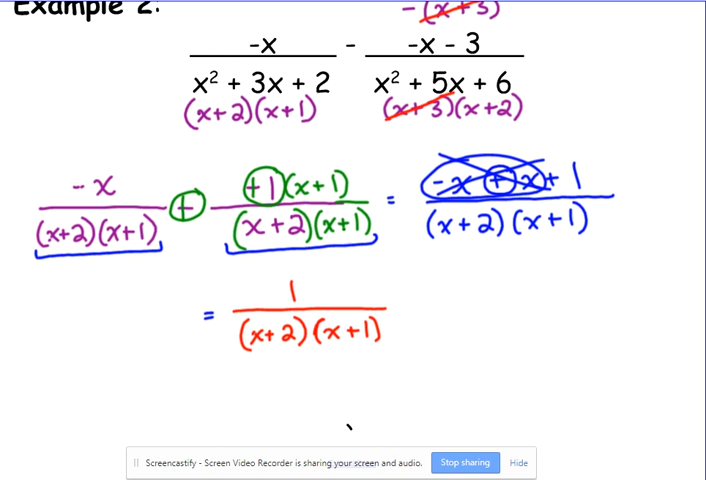 Example 2:
- (x+3)
-x / x² + 3x + 2 - -x - 3 / x² + 5x + 6
(x+2)(x+1) (x+3)(x+2)
-x / (x+2)(x+1) + +1(x+1) / (x+2)(x+1) = -x + x + 1 / (x+2)(x+1)
= 1 / (x+2)(x+1)
Screencastify - Screen Video Recorder is sharing your screen and audio. Stop sharing Hide